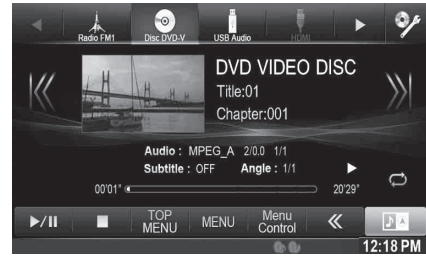 Radio FM1 Disc DVD-V USB Audio HDMI
DVD VIDEO DISC
Title:01
Chapter:001
Audio : MPEG_A 2/0.0 1/1
Subtitle : OFF Angle : 1/1
00'01" 20'29"
TOP MENU MENU Menu Control
12:18 PM